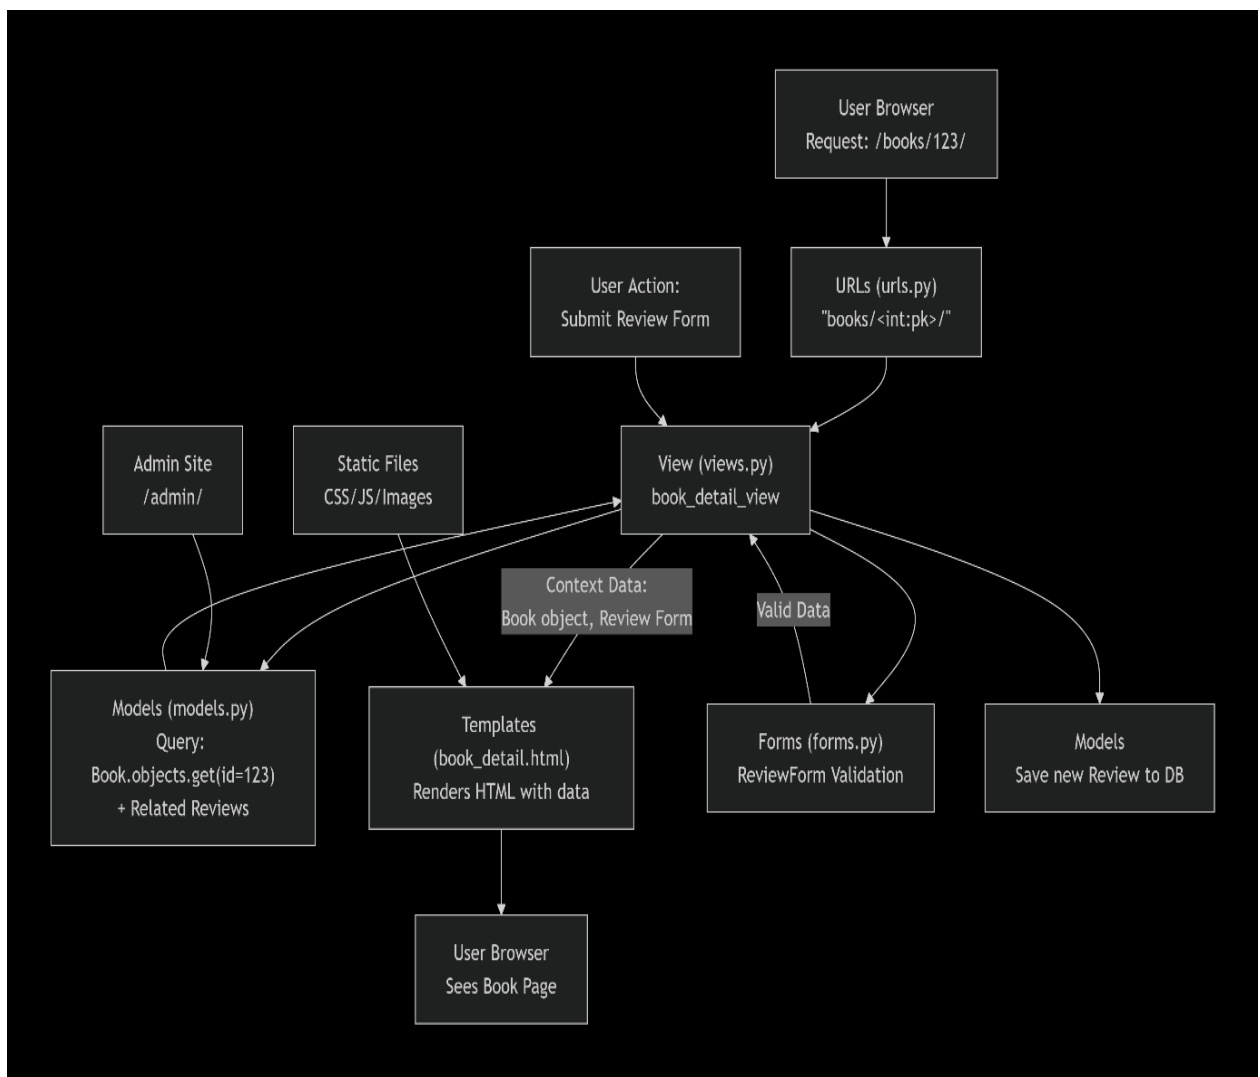 User Browser
Request: /books/123/
User Action:
Submit Review Form
URLs (urls.py)
"books/<int:pk>/"
Admin Site
/admin/
Static Files
CSS/JS/Images
View (views.py)
book_detail_view
Context Data:
Book object, Review Form
Valid Data
Models (models.py)
Query:
Book.objects.get(id=123)
+ Related Reviews
Templates
(book_detail.html)
Renders HTML with data
Forms (forms.py)
ReviewForm Validation
Models
Save new Review to DB
User Browser
Sees Book Page